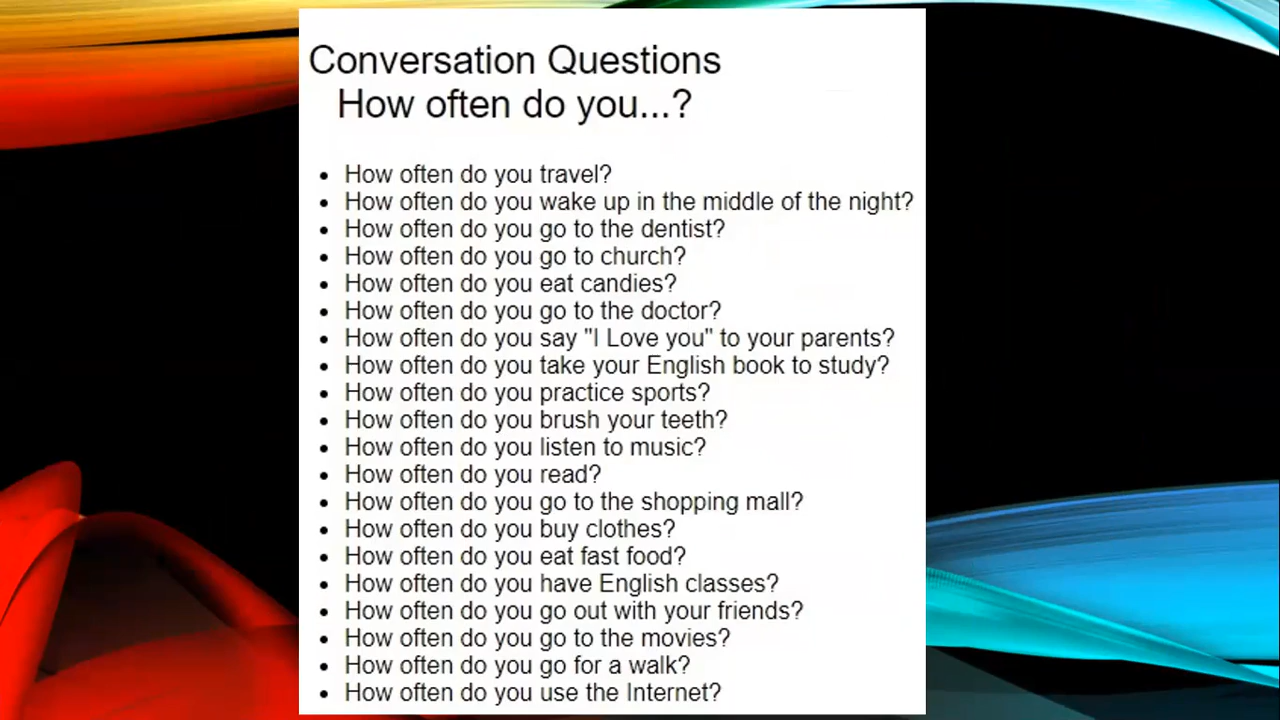 Conversation Questions
How often do you...?
• How often do you travel?
• How often do you wake up in the middle of the night?
• How often do you go to the dentist?
• How often do you go to church?
• How often do you eat candies?
• How often do you go to the doctor?
• How often do you say "I Love you" to your parents?
• How often do you take your English book to study?
• How often do you practice sports?
• How often do you brush your teeth?
• How often do you listen to music?
• How often do you read?
• How often do you go to the shopping mall?
• How often do you buy clothes?
• How often do you eat fast food?
• How often do you have English classes?
• How often do you go out with your friends?
• How often do you go to the movies?
• How often do you go for a walk?
• How often do you use the Internet?